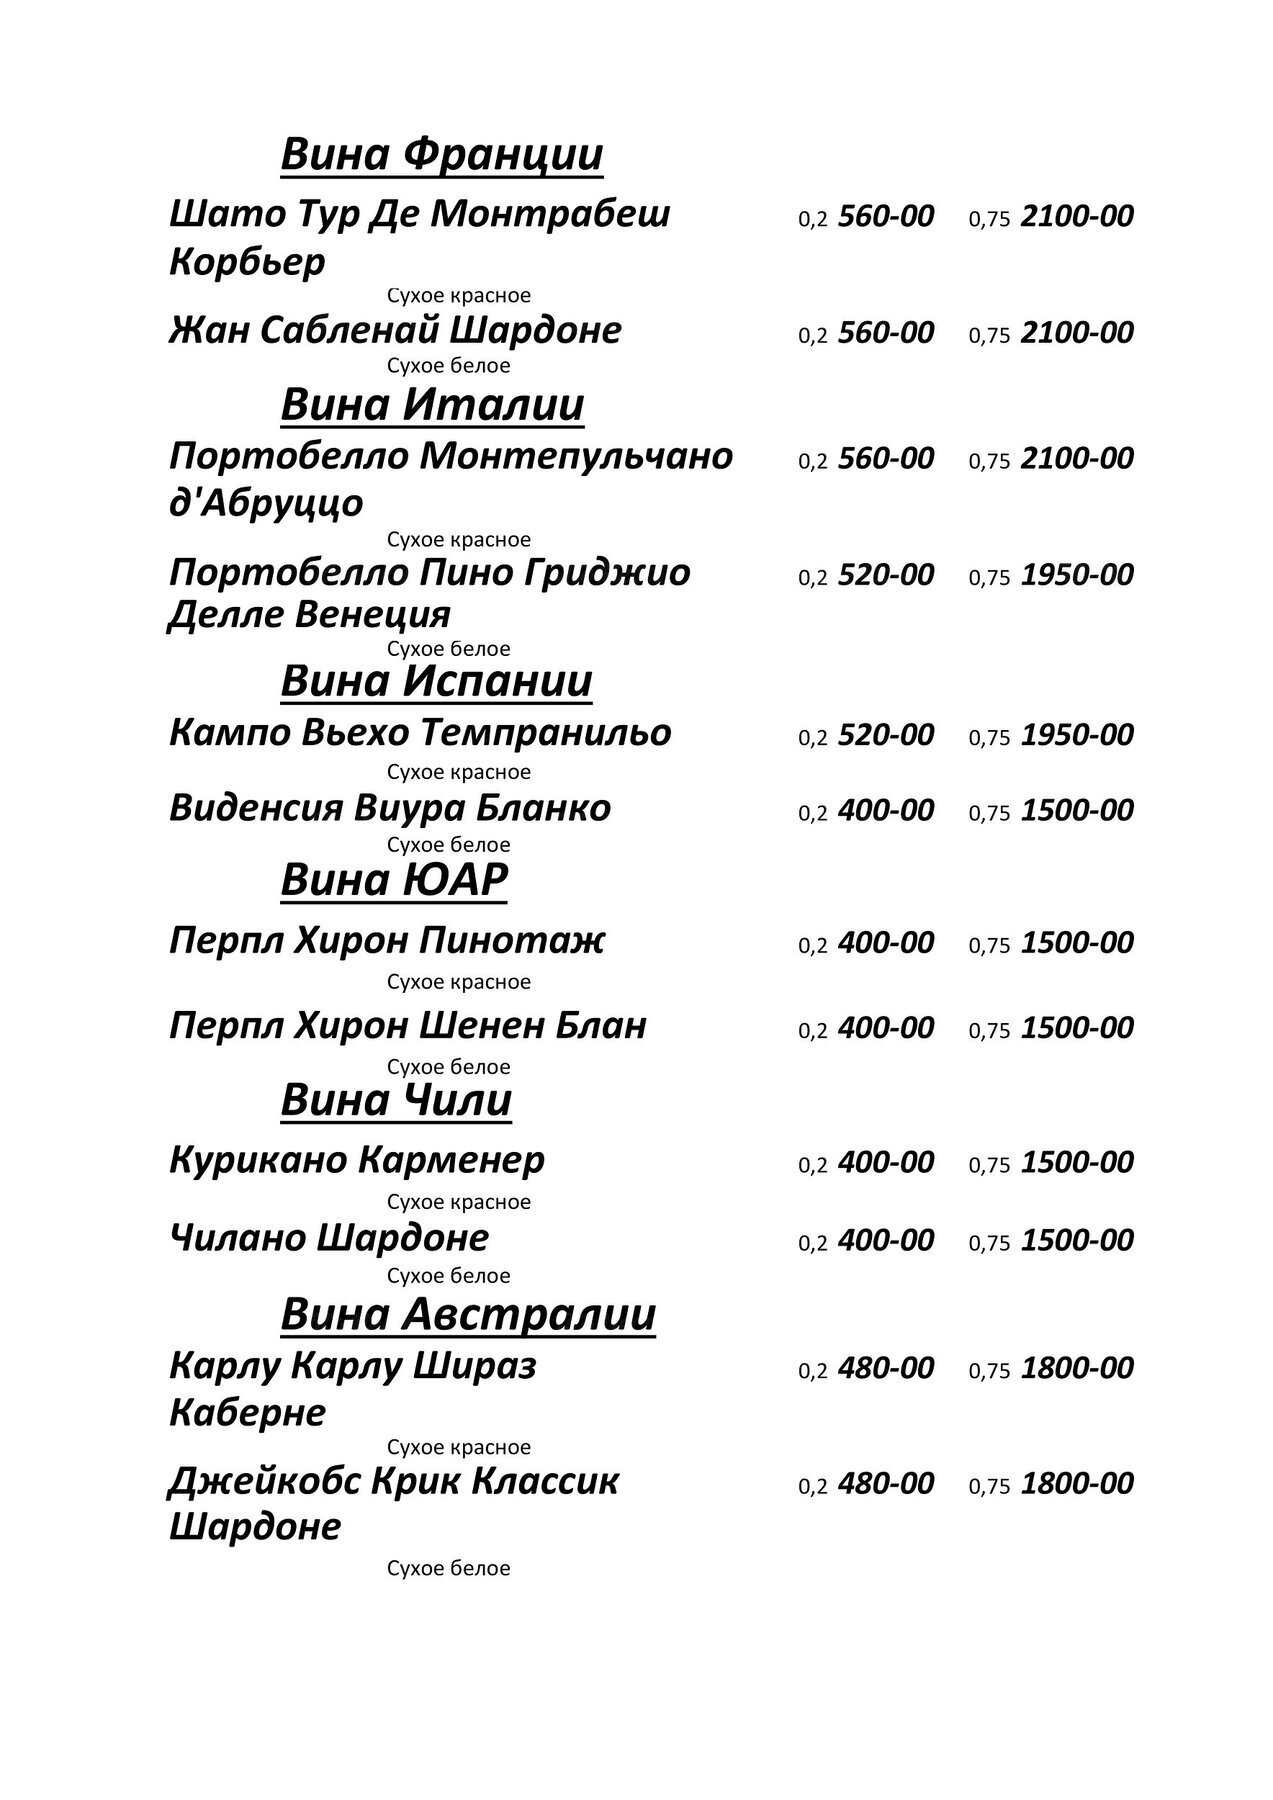 Вина Франции
Шато Тур Де Монтрабеш 0,2 560-00 0,75 2100-00
Корбьер
Сухое красное
Жан Сабленай Шардоне 0,2 560-00 0,75 2100-00
Сухое белое
Вина Италии
Портобелло Монтепульчано 0,2 560-00 0,75 2100-00
д'Абруццо
Сухое красное
Портобелло Пино Гриджио 0,2 520-00 0,75 1950-00
Делле Венеция
Сухое белое
Вина Испании
Кампо Вьехо Темпранильо 0,2 520-00 0,75 1950-00
Сухое красное
Виденсия Виура Бланко 0,2 400-00 0,75 1500-00
Сухое белое
Вина ЮАР
Перпл Хирон Пинотаж 0,2 400-00 0,75 1500-00
Сухое красное
Перпл Хирон Шенен Блан 0,2 400-00 0,75 1500-00
Сухое белое
Вина Чили
Курикано Карменер 0,2 400-00 0,75 1500-00
Сухое красное
Чилано Шардоне 0,2 400-00 0,75 1500-00
Сухое белое
Вина Австралии
Карлу Карлу Шираз 0,2 480-00 0,75 1800-00
Каберне
Сухое красное
Джейкобс Крик Классик 0,2 480-00 0,75 1800-00
Шардоне
Сухое белое